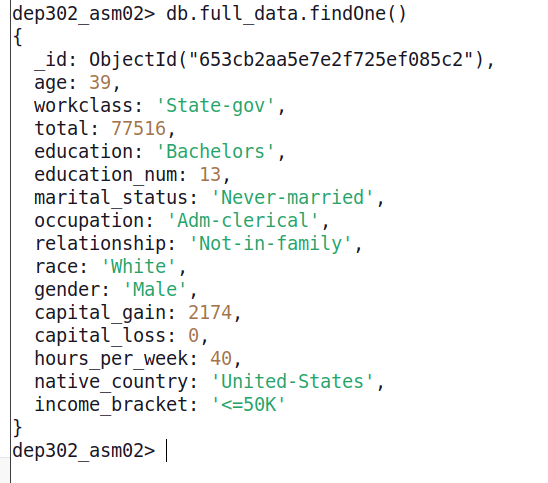 dep302_asm02> db.full_data.findOne()
{
  _id: ObjectId("653cb2aa5e7e2f725ef085c2"),
  age: 39,
  workclass: 'State-gov',
  total: 77516,
  education: 'Bachelors',
  education_num: 13,
  marital_status: 'Never-married',
  occupation: 'Adm-clerical',
  relationship: 'Not-in-family',
  race: 'White',
  gender: 'Male',
  capital_gain: 2174,
  capital_loss: 0,
  hours_per_week: 40,
  native_country: 'United-States',
  income_bracket: '<=50K'
}
dep302_asm02>